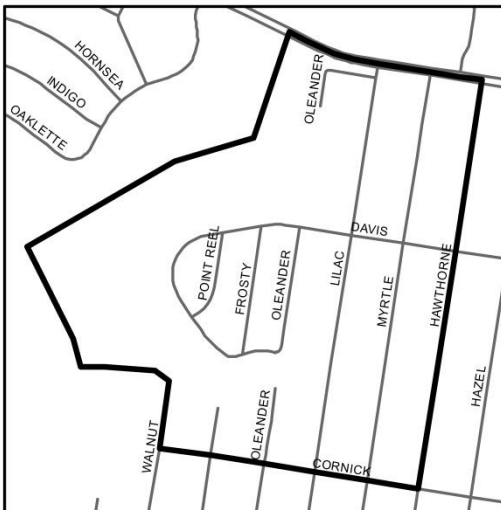 HORNSEA
INDIGO
OAKLETTE
OLEANDER
DAVIS
POINT REEL
FROSTY
OLEANDER
LILAC
MYRTLE
HAWTHORNE
HAZEL
WALNUT
OLEANDER
CORNICK